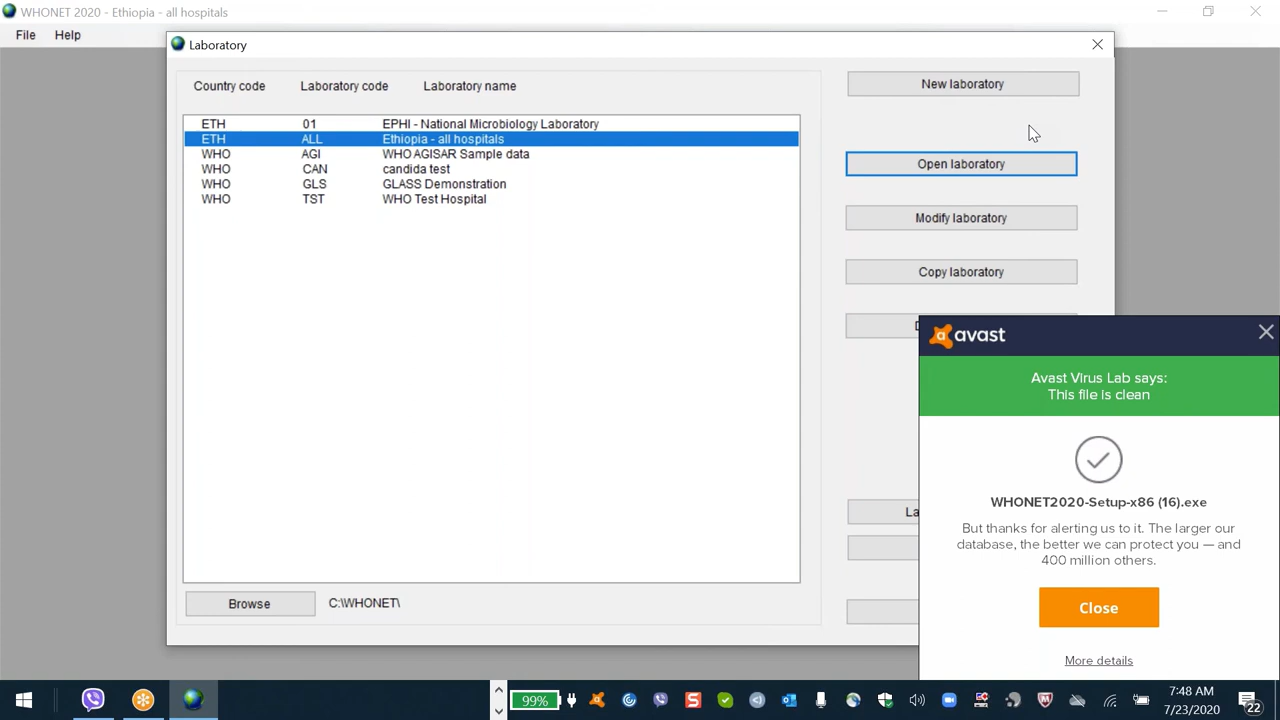 WHONET 2020 - Ethiopia - all hospitals
File Help
Laboratory
Country code Laboratory code Laboratory name
ETH 01 EPHI - National Microbiology Laboratory
ETH ALL Ethiopia - all hospitals
WHO AGI WHO AGISAR Sample data
WHO CAN candida test
WHO GLS GLASS Demonstration
WHO TST WHO Test Hospital
Browse C:\WHONET\
New laboratory
Open laboratory
Modify laboratory
Copy laboratory
La
avast
Avast Virus Lab says:
This file is clean
WHONET2020-Setup-x86 (16).exe
But thanks for alerting us to it. The larger our
database, the better we can protect you — and
400 million others.
Close
More details
99%
7:48 AM
7/23/2020
22